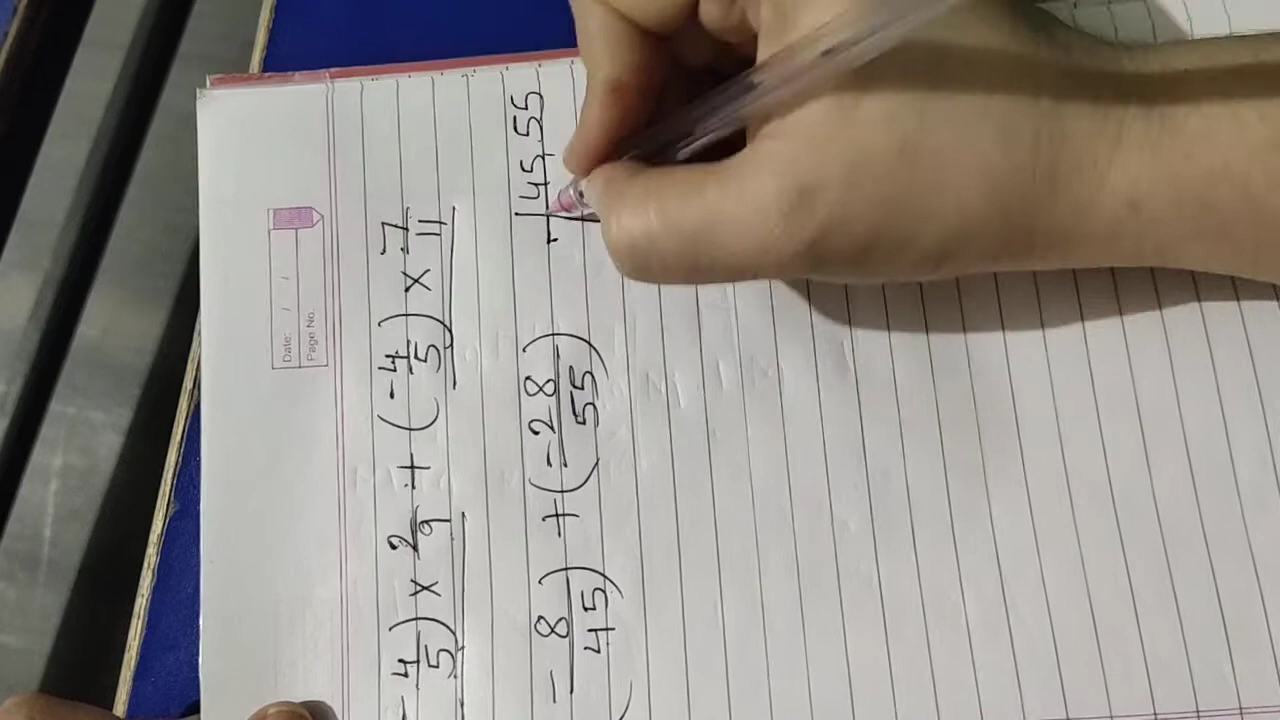 Date: / /
Page No.
-4/5) × 2/9 + (-4/5) × 7/11
(-8/45) + (-28/55)
45,55